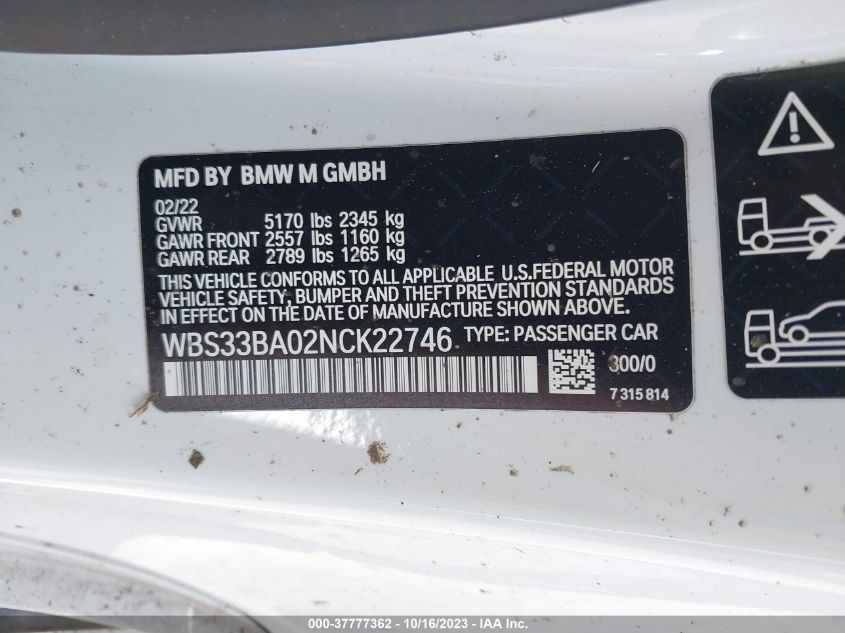 MFD BY BMW M GMBH
02/22
GVWR 5170 lbs 2345 kg
GAWR FRONT 2557 lbs 1160 kg
GAWR REAR 2789 lbs 1265 kg
THIS VEHICLE CONFORMS TO ALL APPLICABLE U.S.FEDERAL MOTOR
VEHICLE SAFETY, BUMPER AND THEFT PREVENTION STANDARDS
IN EFFECT ON THE DATE OF MANUFACTURE SHOWN ABOVE.
WBS33BA02NCK22746 TYPE: PASSENGER CAR
300/0
7 315 814
000-37777362 - 10/16/2023 - © IAA Inc.